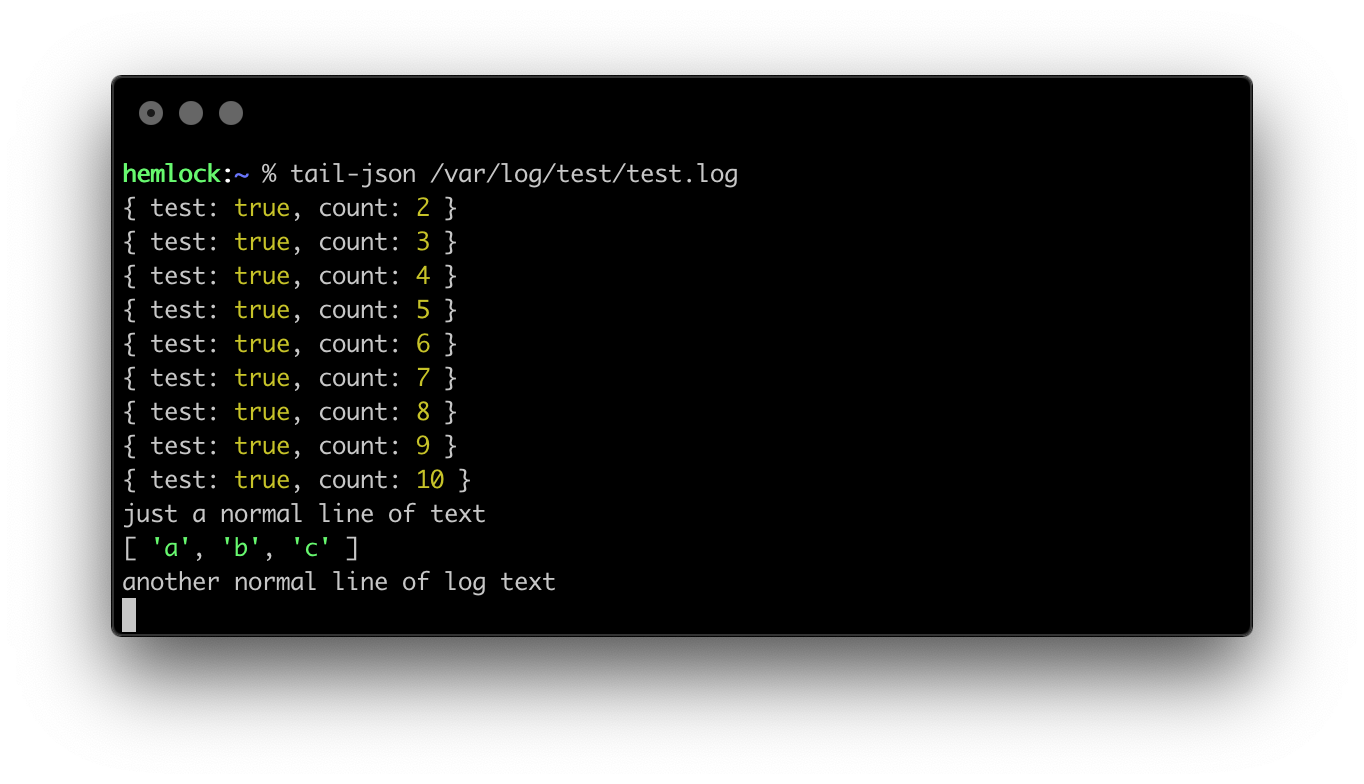 hemlock:~ % tail-json /var/log/test/test.log
{ test: true, count: 2 }
{ test: true, count: 3 }
{ test: true, count: 4 }
{ test: true, count: 5 }
{ test: true, count: 6 }
{ test: true, count: 7 }
{ test: true, count: 8 }
{ test: true, count: 9 }
{ test: true, count: 10 }
just a normal line of text
[ 'a', 'b', 'c' ]
another normal line of log text